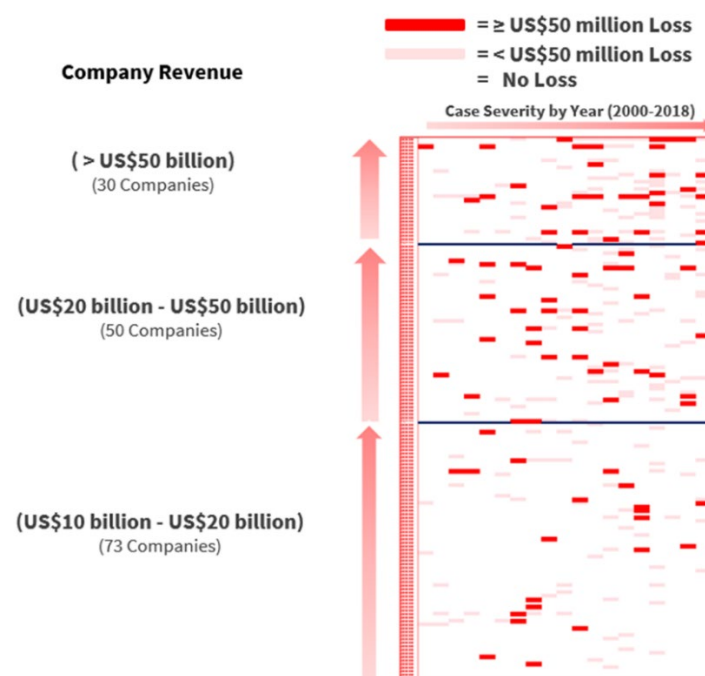 = ≥ US$50 million Loss
= < US$50 million Loss
= No Loss
Company Revenue
Case Severity by Year (2000-2018)
( > US$50 billion)
(30 Companies)
(US$20 billion - US$50 billion)
(50 Companies)
(US$10 billion - US$20 billion)
(73 Companies)